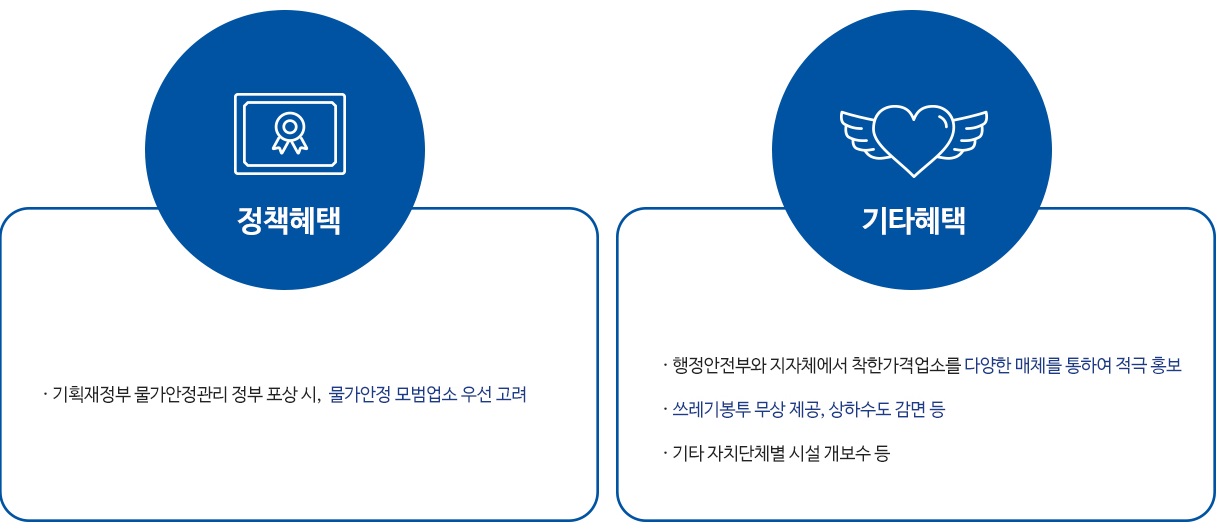 정책혜택
· 기획재정부 물가안정관리 정부 포상 시, 물가안정 모범업소 우선 고려
기타혜택
· 행정안전부와 지자체에서 착한가격업소를 다양한 매체를 통하여 적극 홍보
· 쓰레기봉투 무상 제공, 상하수도 감면 등
· 기타 자치단체별 시설 개보수 등